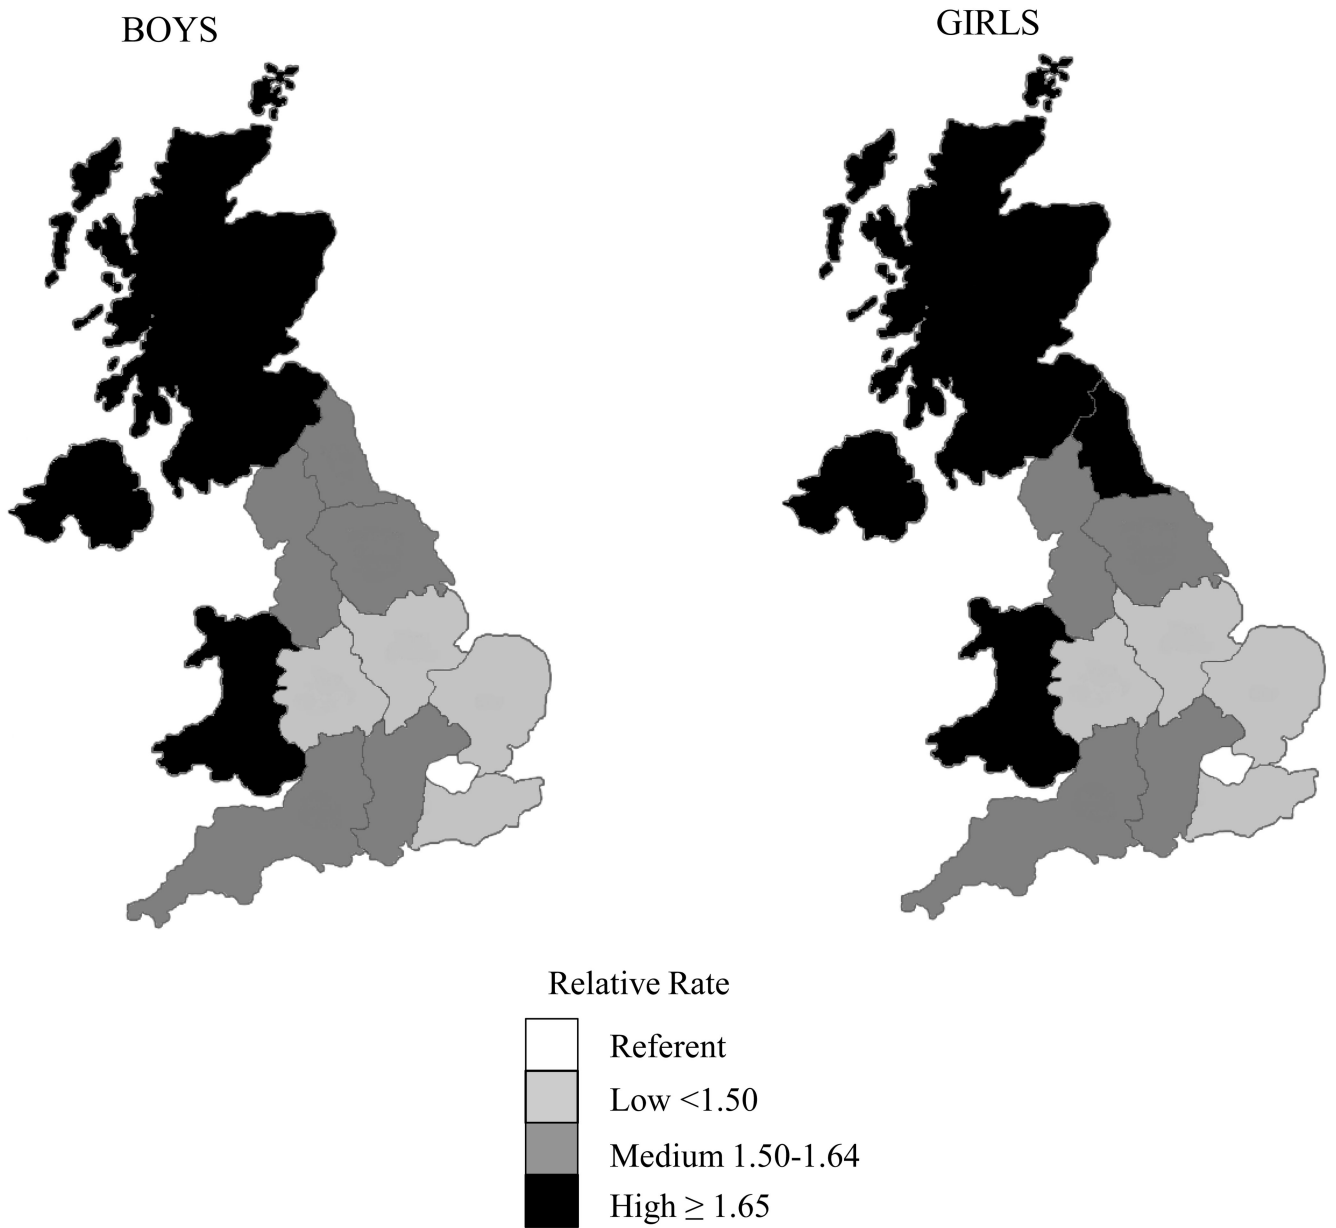 BOYS
GIRLS
Relative Rate
Referent
Low <1.50
Medium 1.50-1.64
High ≥ 1.65